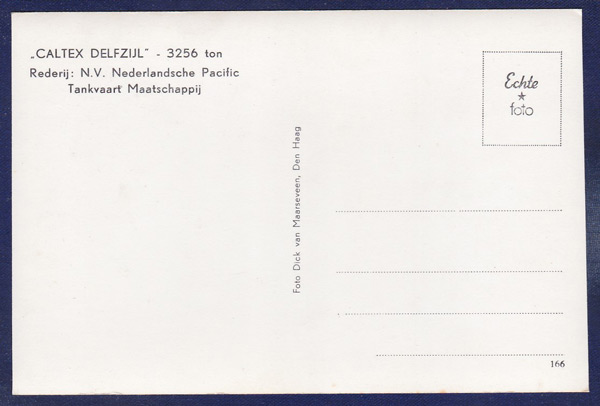 „CALTEX DELFZIJL" - 3256 ton
Rederij: N.V. Nederlandsche Pacific
Tankvaart Maatschappij
Echte
foto
Foto Dick van Maarseveen, Den Haag
166